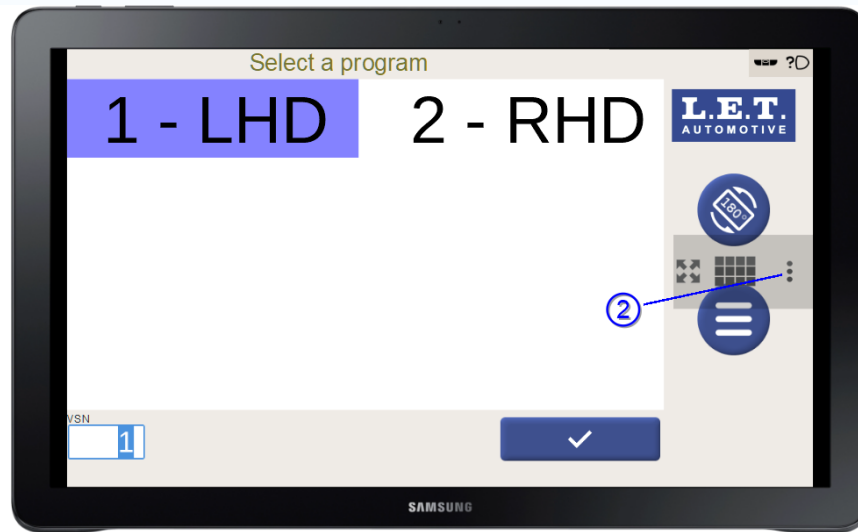 Select a program
?
1 - LHD
2 - RHD
L.E.T.
AUTOMOTIVE
180°
2
VSN
1
SAMSUNG